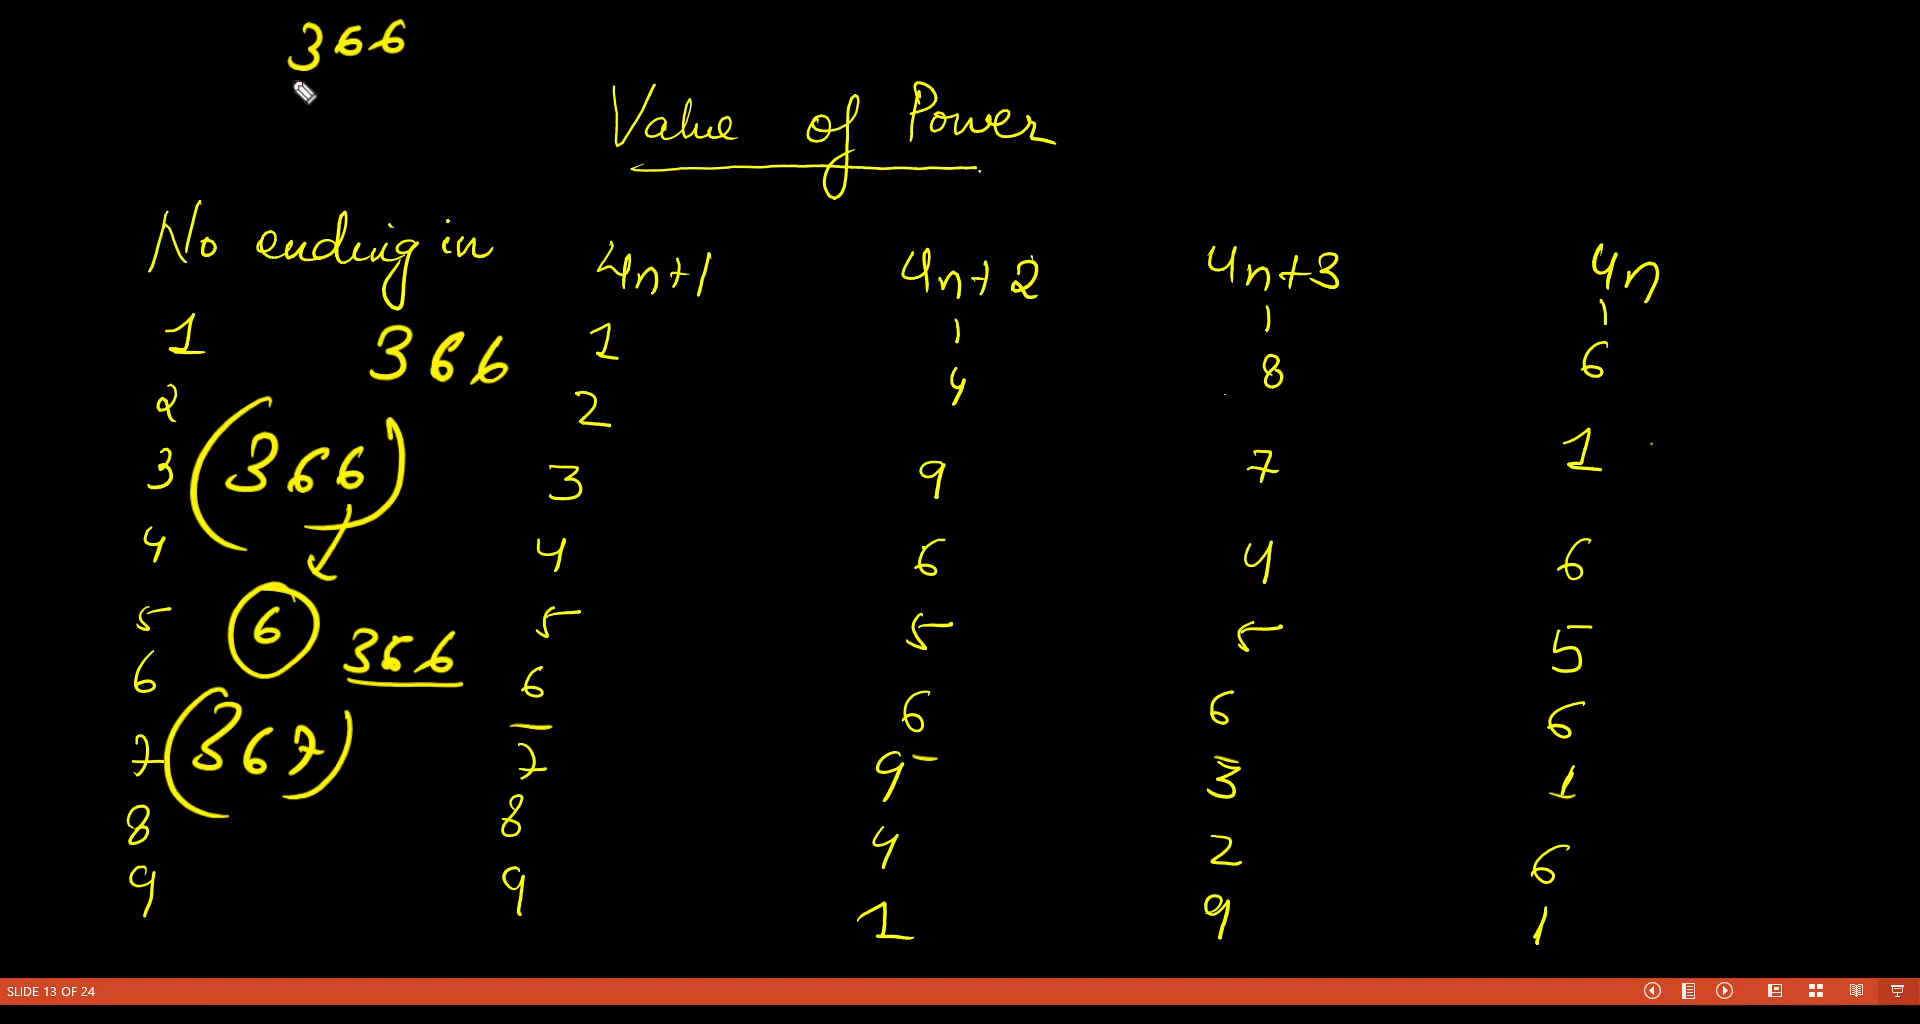 366
Value of Power
No ending in 4n+1 4n+2 4n+3 4n
1 366 1 1 1 1
2 2 4 8 6
3 (366) 3 9 7 1
4 4 6 4 6
5 6 5 5 5 5
6 366 6 6 6 6
7 (367) 7 9 3 1
8 8 4 2 6
9 9 1 9 1
SLIDE 13 OF 24